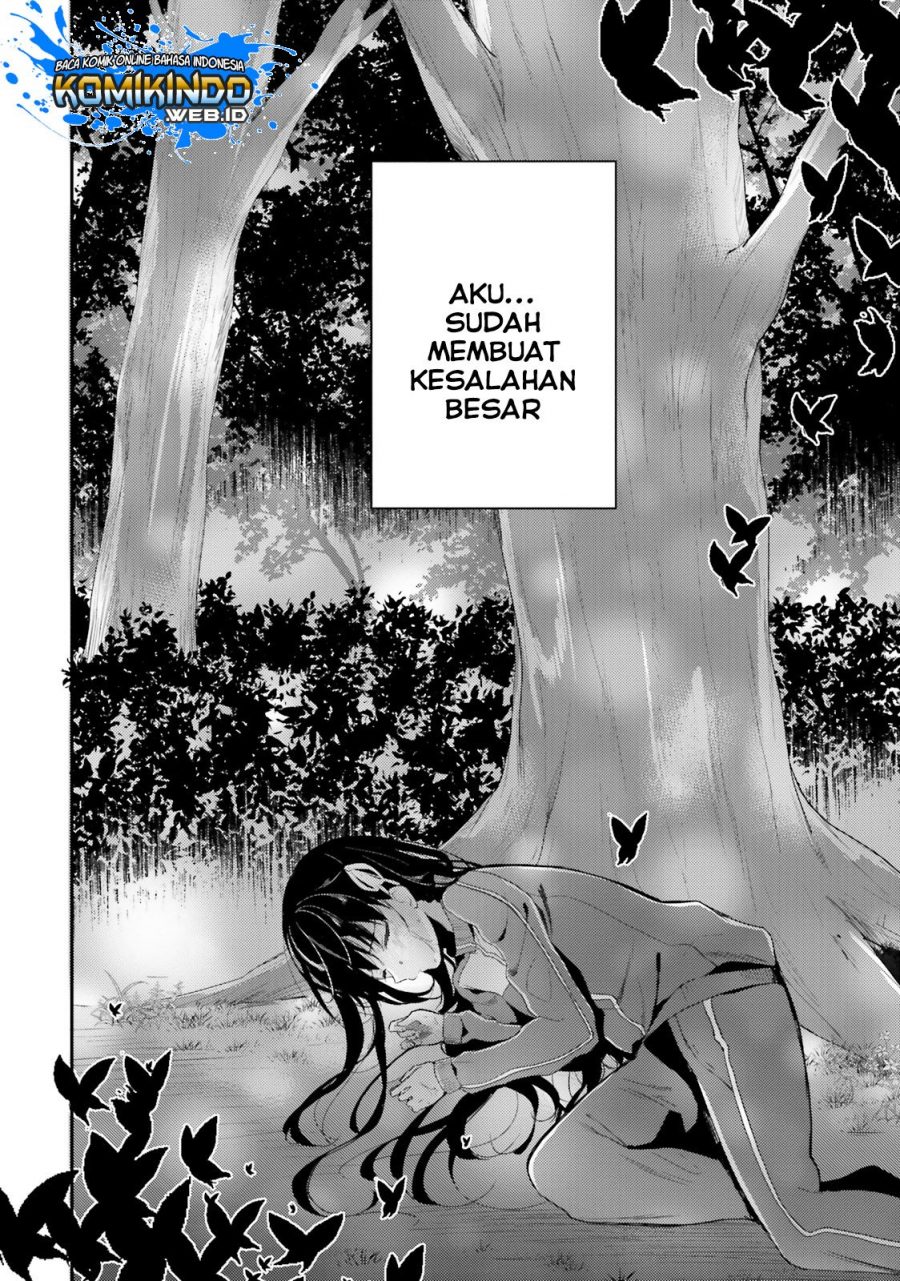 BACA KOMIK ONLINE BAHASA INDONESIA
KOMIKINDO
WEB.ID
AKU...
SUDAH
MEMBUAT
KESALAHAN
BESAR